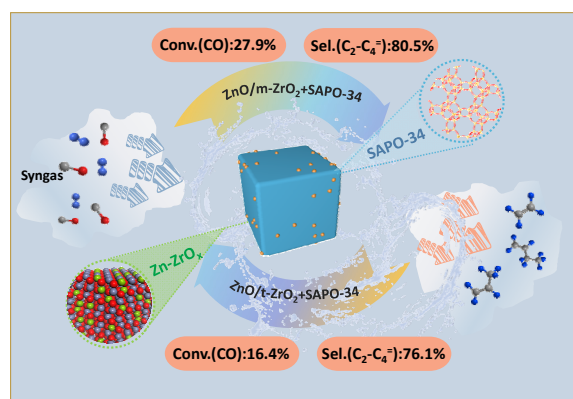 Conv.(CO):27.9%
Sel.(C₂-C₄⁼):80.5%
ZnO/m-ZrO₂+SAPO-34
SAPO-34
Syngas
Zn-ZrOₓ
ZnO/t-ZrO₂+SAPO-34
Conv.(CO):16.4%
Sel.(C₂-C₄⁼):76.1%